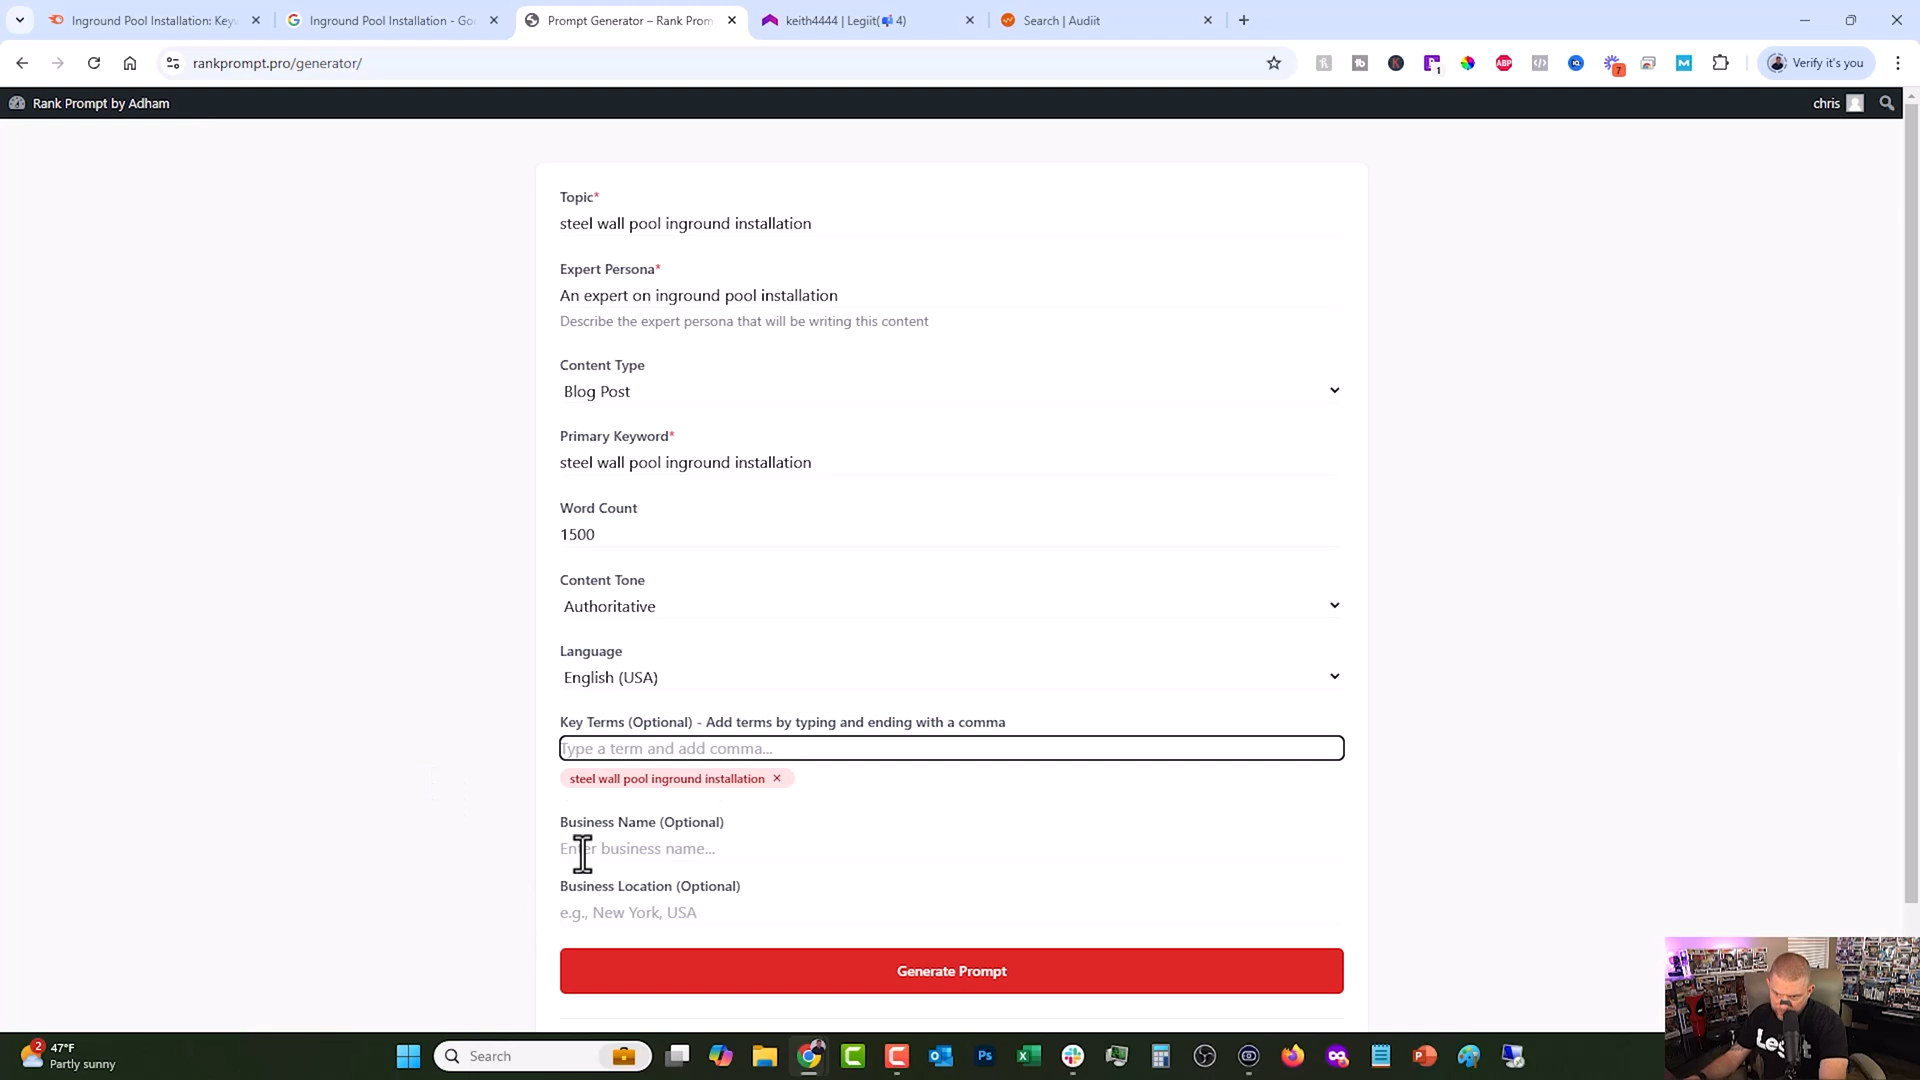 Inground Pool Installation: Key
Inground Pool Installation - Go
Prompt Generator – Rank Prom
keith4444 | Legiit(📬4)
Search | Audiit
rankprompt.pro/generator/
1
ABP
7
Verify it's you
Rank Prompt by Adham
chris
Topic*
steel wall pool inground installation
Expert Persona*
An expert on inground pool installation
Describe the expert persona that will be writing this content
Content Type
Blog Post
Primary Keyword*
steel wall pool inground installation
Word Count
1500
Content Tone
Authoritative
Language
English (USA)
Key Terms (Optional) - Add terms by typing and ending with a comma
Type a term and add comma...
steel wall pool inground installation
Business Name (Optional)
Enter business name...
Business Location (Optional)
e.g., New York, USA
Generate Prompt
2
47°F
Partly sunny
Search